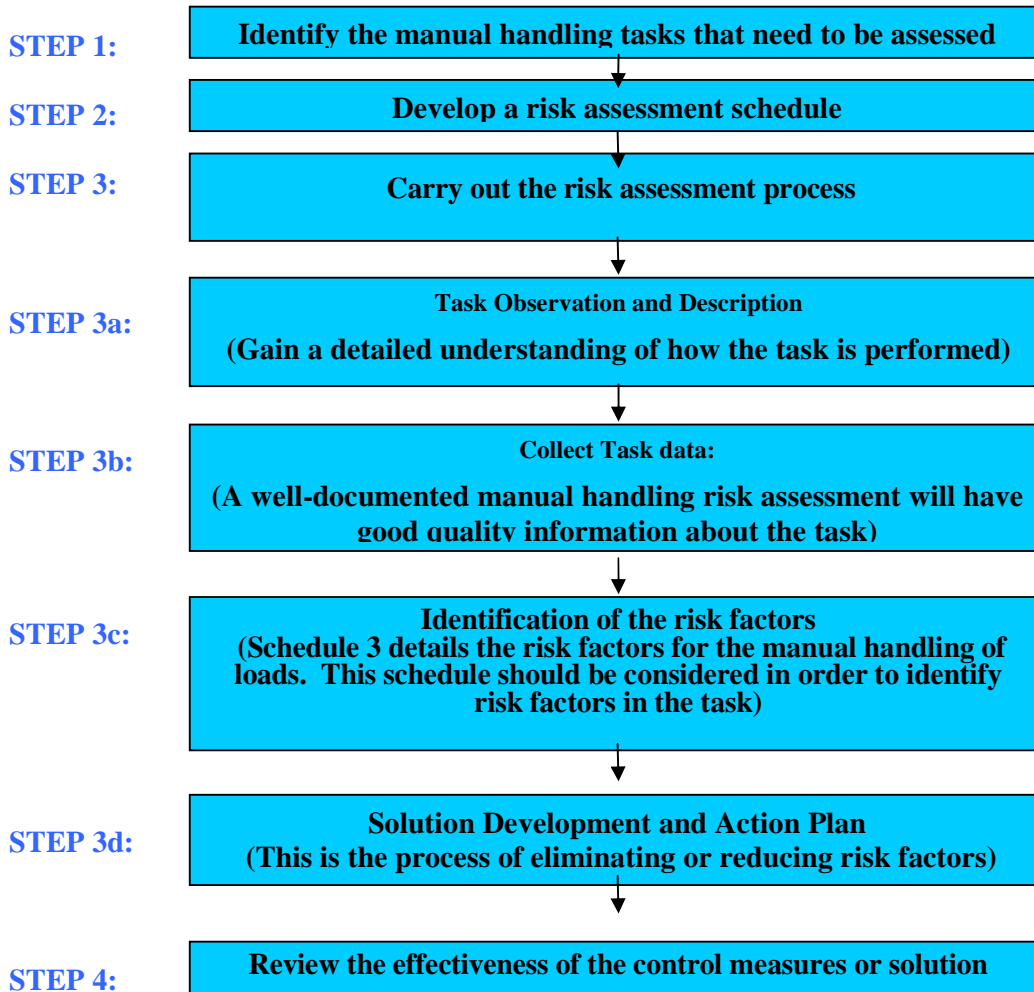 STEP 1:
Identify the manual handling tasks that need to be assessed
STEP 2:
Develop a risk assessment schedule
STEP 3:
Carry out the risk assessment process
STEP 3a:
Task Observation and Description
(Gain a detailed understanding of how the task is performed)
STEP 3b:
Collect Task data:
(A well-documented manual handling risk assessment will have
good quality information about the task)
STEP 3c:
Identification of the risk factors
(Schedule 3 details the risk factors for the manual handling of
loads. This schedule should be considered in order to identify
risk factors in the task)
STEP 3d:
Solution Development and Action Plan
(This is the process of eliminating or reducing risk factors)
STEP 4:
Review the effectiveness of the control measures or solution